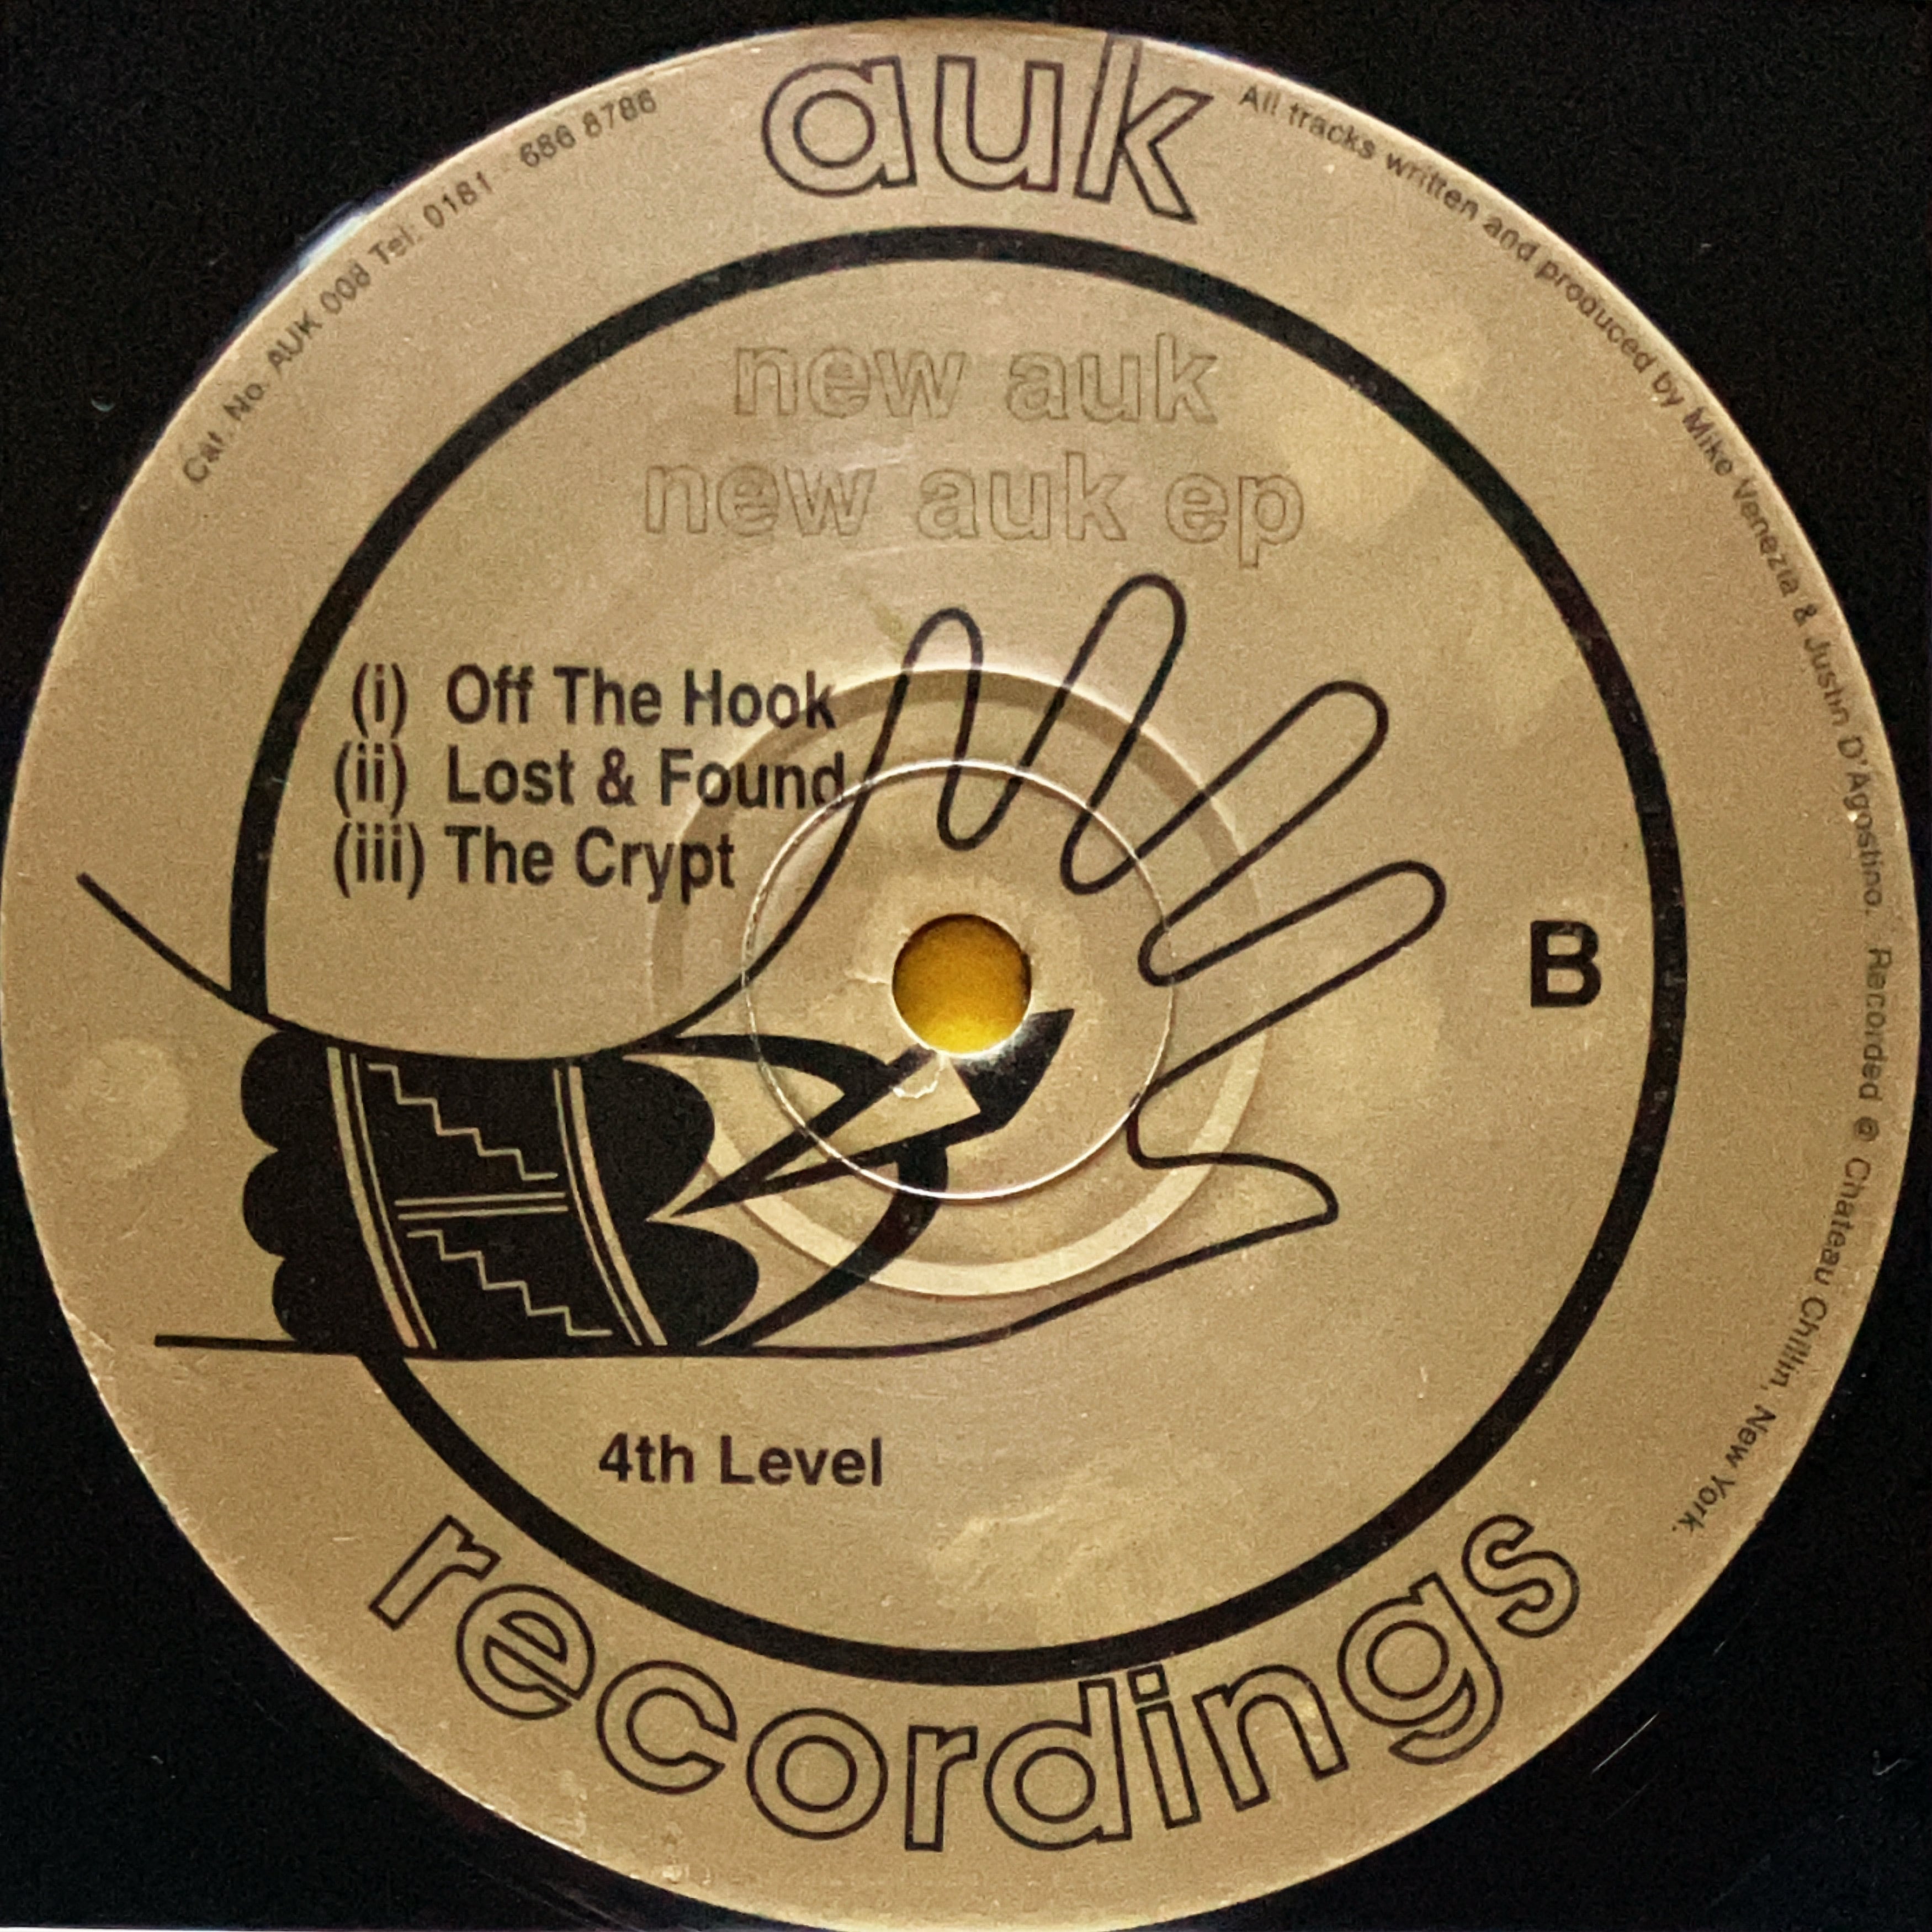 auk
Cat. No. AUK 008 Tel: 0181 - 686 8786
All tracks written and produced by Mike Venezia & Justin D'Agostino. Recorded @ Chateau Chillin, New York.
new auk
new auk ep
(i) Off The Hook
(ii) Lost & Found
(iii) The Crypt
B
4th Level
recordings